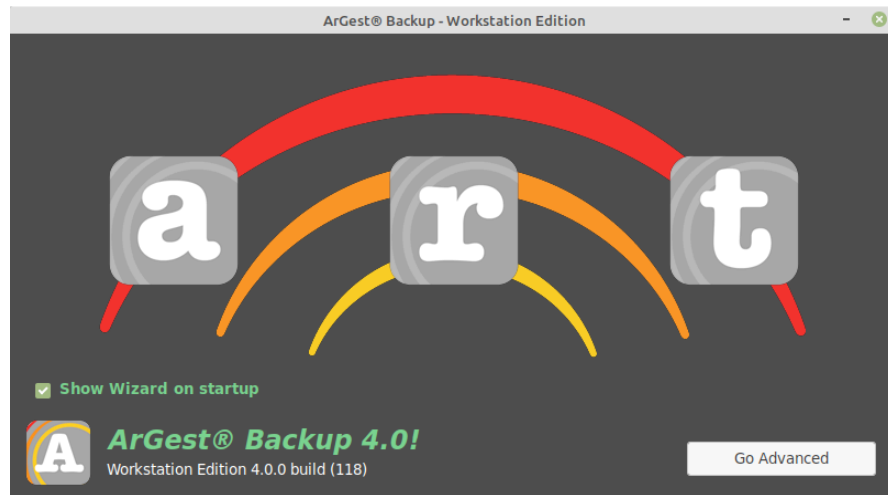 ArGest® Backup - Workstation Edition
a r t
Show Wizard on startup
A
ArGest® Backup 4.0!
Workstation Edition 4.0.0 build (118)
Go Advanced